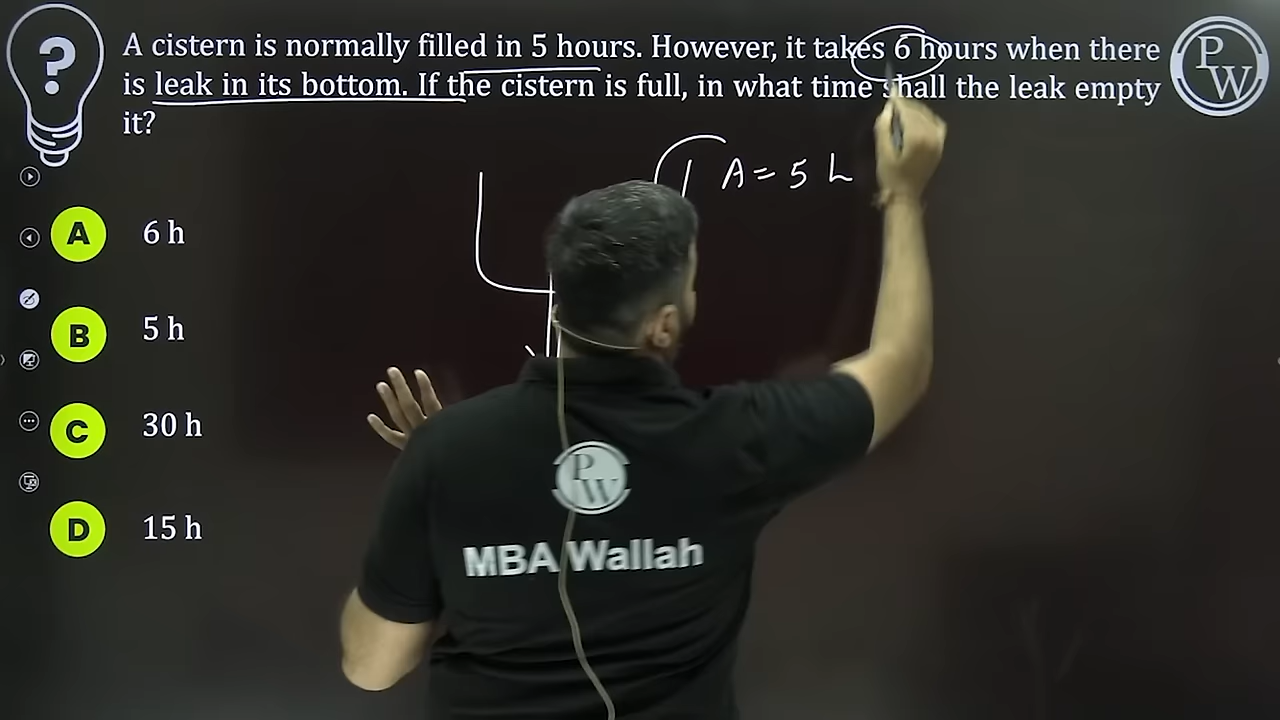 ?
A cistern is normally filled in 5 hours. However, it takes 6 hours when there
is leak in its bottom. If the cistern is full, in what time shall the leak empty
it?
P
W
A = 5 h
A 6 h
B 5 h
C 30 h
D 15 h
PW
MBA Wallah